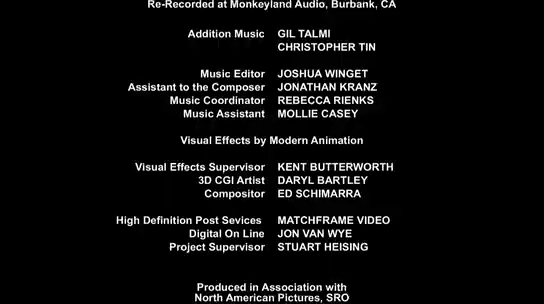 Re-Recorded at Monkeyland Audio, Burbank, CA
Addition Music GIL TALMI
CHRISTOPHER TIN
Music Editor JOSHUA WINGET
Assistant to the Composer JONATHAN KRANZ
Music Coordinator REBECCA RIENKS
Music Assistant MOLLIE CASEY
Visual Effects by Modern Animation
Visual Effects Supervisor KENT BUTTERWORTH
3D CGI Artist DARYL BARTLEY
Compositor ED SCHIMARRA
High Definition Post Sevices MATCHFRAME VIDEO
Digital On Line JON VAN WYE
Project Supervisor STUART HEISING
Produced in Association with
North American Pictures, SRO